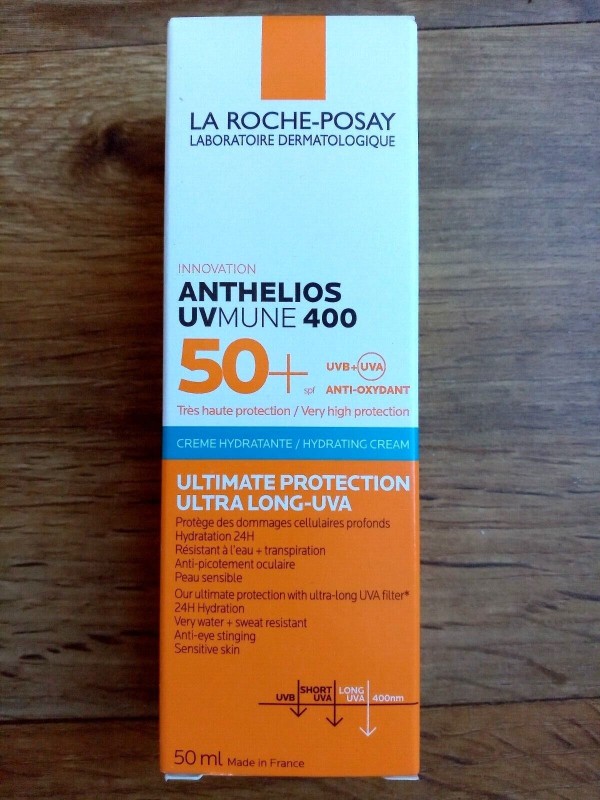 LA ROCHE-POSAY
LABORATOIRE DERMATOLOGIQUE
INNOVATION
ANTHELIOS
UVMUNE 400
50+ spf
UVB+UVA
ANTI-OXYDANT
Très haute protection / Very high protection
CREME HYDRATANTE / HYDRATING CREAM
ULTIMATE PROTECTION
ULTRA LONG-UVA
Protège des dommages cellulaires profonds
Hydratation 24H
Résistant à l'eau + transpiration
Anti-picotement oculaire
Peau sensible
Our ultimate protection with ultra-long UVA filter*
24H Hydration
Very water + sweat resistant
Anti-eye stinging
Sensitive skin
UVB SHORT UVA LONG UVA 400nm
50 ml Made in France